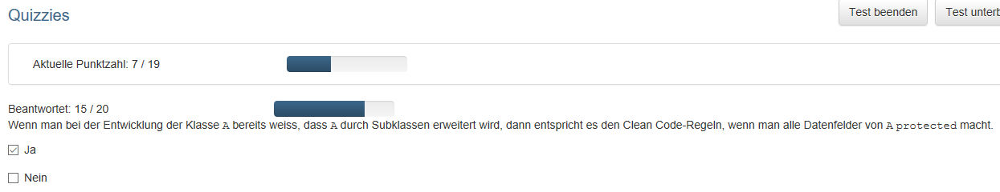 Quizzies
Test beenden
Test unterb
Aktuelle Punktzahl: 7 / 19
Beantwortet: 15 / 20
Wenn man bei der Entwicklung der Klasse A bereits weiss, dass A durch Subklassen erweitert wird, dann entspricht es den Clean Code-Regeln, wenn man alle Datenfelder von A protected macht.
Ja
Nein